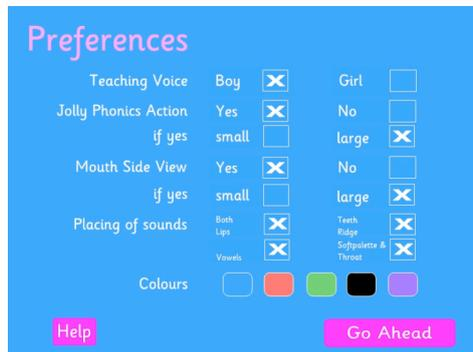 Preferences
Teaching Voice Boy Girl
Jolly Phonics Action Yes No
if yes small large
Mouth Side View Yes No
if yes small large
Placing of sounds Both Lips Teeth Ridge
Vowels Softpalette & Throat
Colours
Help Go Ahead